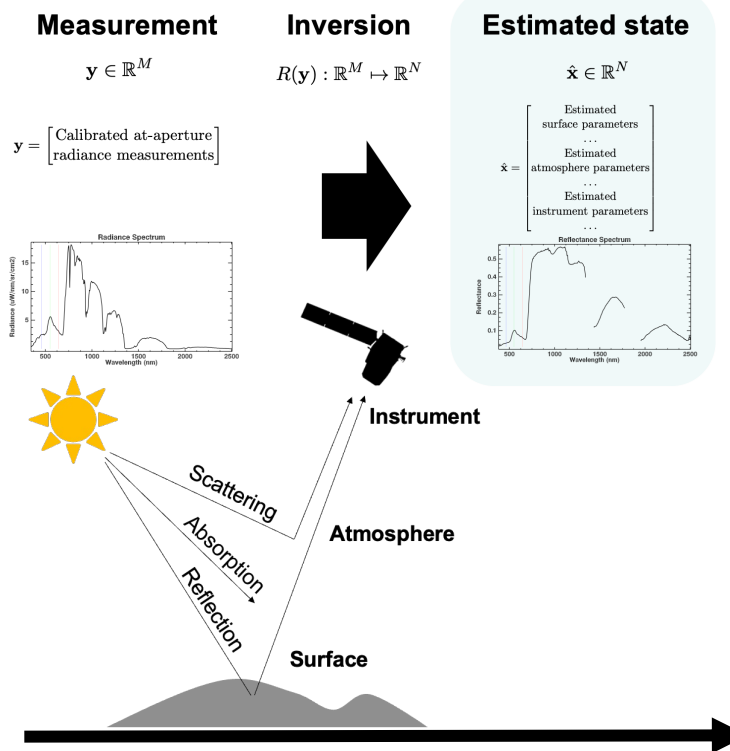 Measurement
y ∈ ℝ^M
y = [Calibrated at-aperture
radiance measurements]
Radiance Spectrum
Radiance (uW/nm/sr/cm2)
15
10
5
0
500 1000 1500 2000 2500
Wavelength (nm)
Inversion
R(y) : ℝ^M ↦ ℝ^N
Estimated state
x̂ ∈ ℝ^N
x̂ =
Estimated
surface parameters
...
Estimated
atmosphere parameters
...
Estimated
instrument parameters
...
Reflectance Spectrum
Reflectance
0.5
0.4
0.3
0.2
0.1
500 1000 1500 2000 2500
Wavelength (nm)
Instrument
Scattering
Absorption
Reflection
Atmosphere
Surface